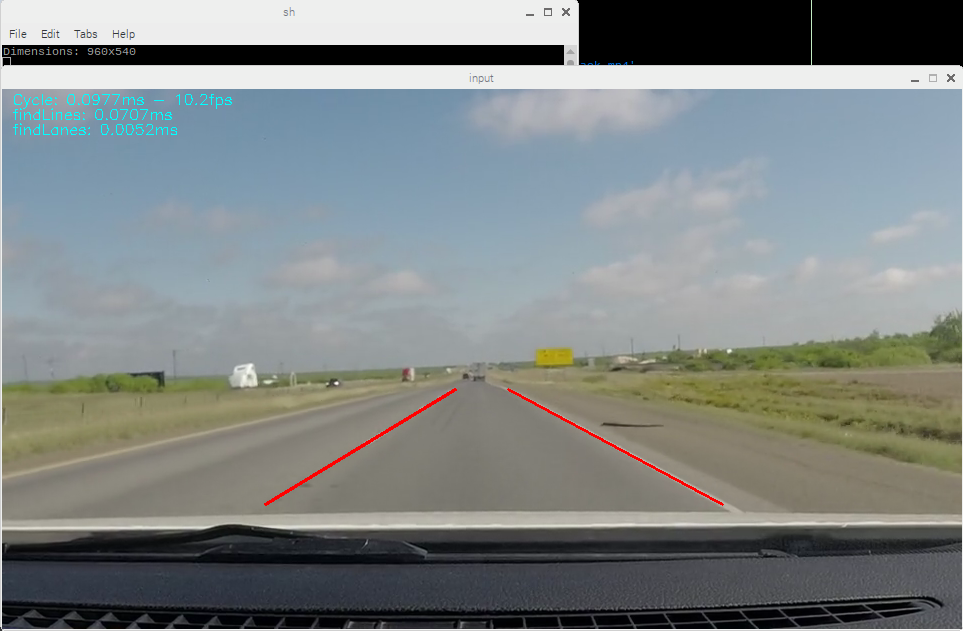 sh
File Edit Tabs Help
Dimensions: 960x540
input
Cycle: 0.0977ms - 10.2fps
findLines: 0.0707ms
findLanes: 0.0052ms